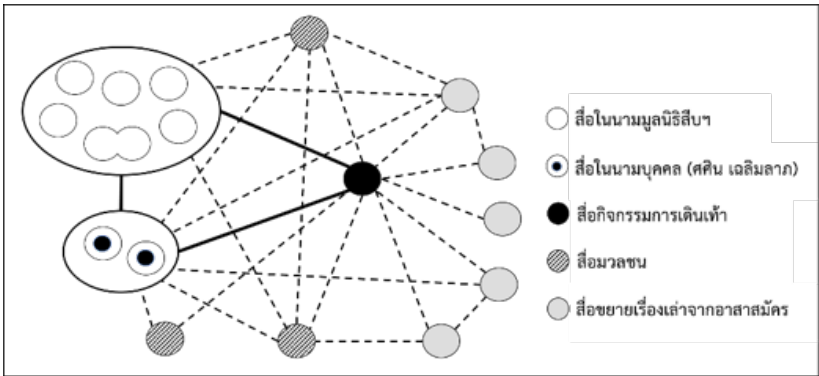 สื่อในนามมูลนิธิสืบฯ
สื่อในนามบุคคล (ศศิน เฉลิมลาภ)
สื่อกิจกรรมการเดินเท้า
สื่อมวลชน
สื่อขยายเรื่องเล่าจากอาสาสมัคร